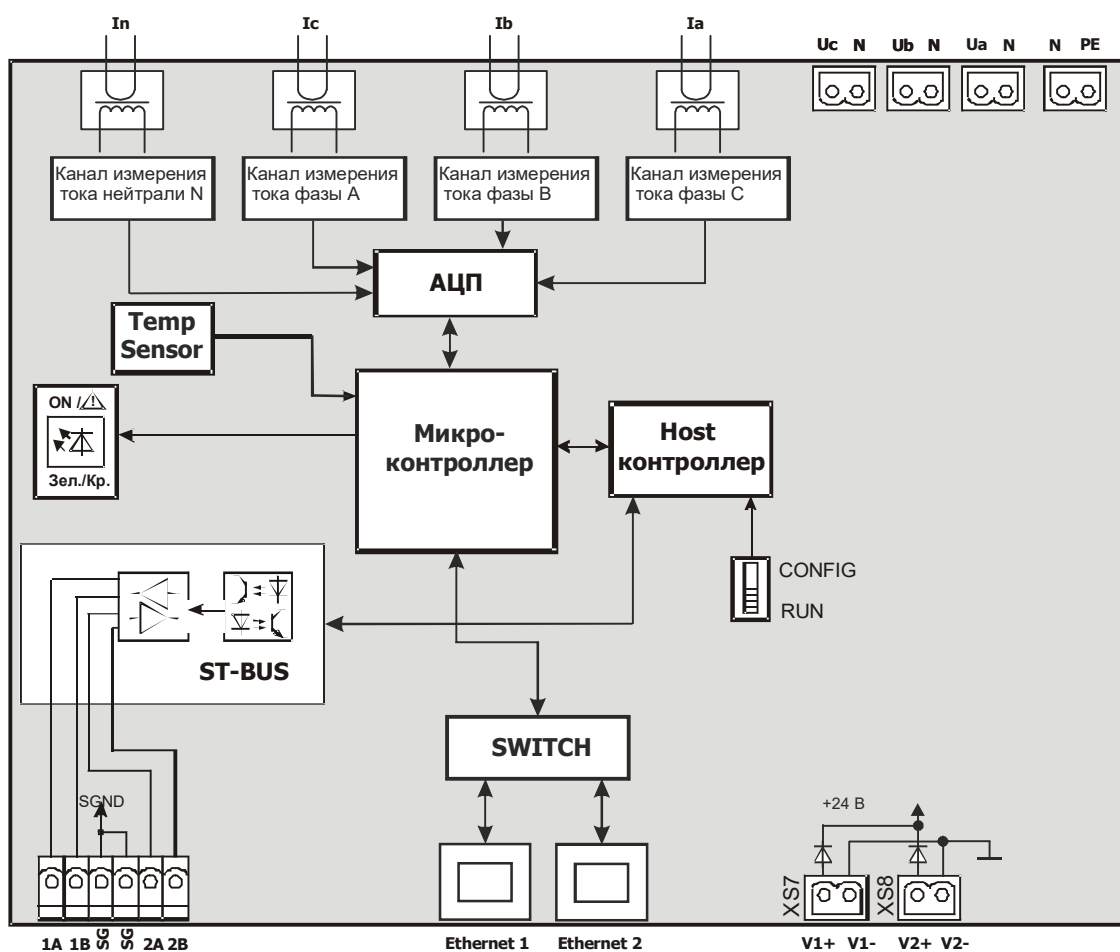 In Ic Ib Ia
Uc N Ub N Ua N N PE
Канал измерения
тока нейтрали N
Канал измерения
тока фазы A
Канал измерения
тока фазы B
Канал измерения
тока фазы C
АЦП
Temp
Sensor
ON /
Зел./Кр.
Микро-
контроллер
Host
контроллер
CONFIG
RUN
ST-BUS
SWITCH
SGND
+24 В
XS7
XS8
1A 1B SG SG 2A 2B
Ethernet 1
Ethernet 2
V1+ V1- V2+ V2-